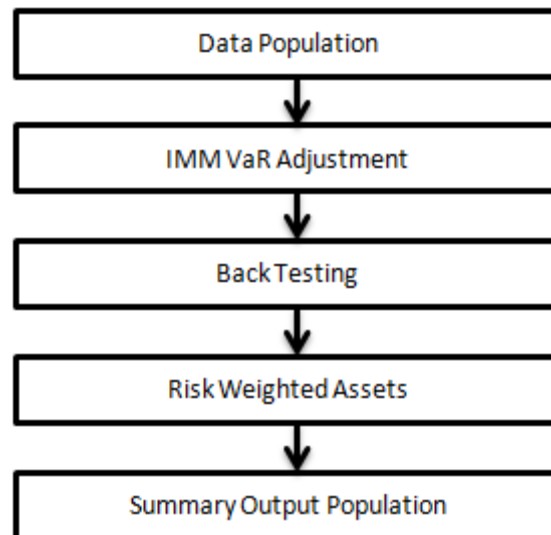 Data Population
IMM VaR Adjustment
Back Testing
Risk Weighted Assets
Summary Output Population